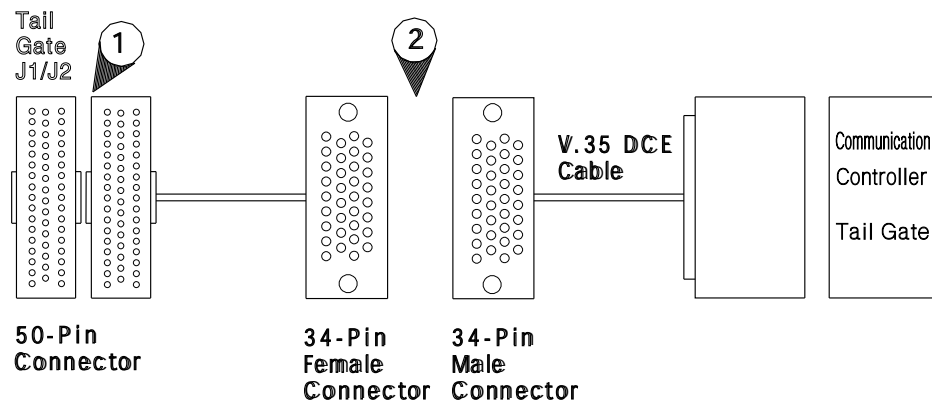 Tail
Gate
J1/J2
1
2
V.35 DCE
Cable
Communication
Controller
Tail Gate
50-Pin
Connector
34-Pin
Female
Connector
34-Pin
Male
Connector